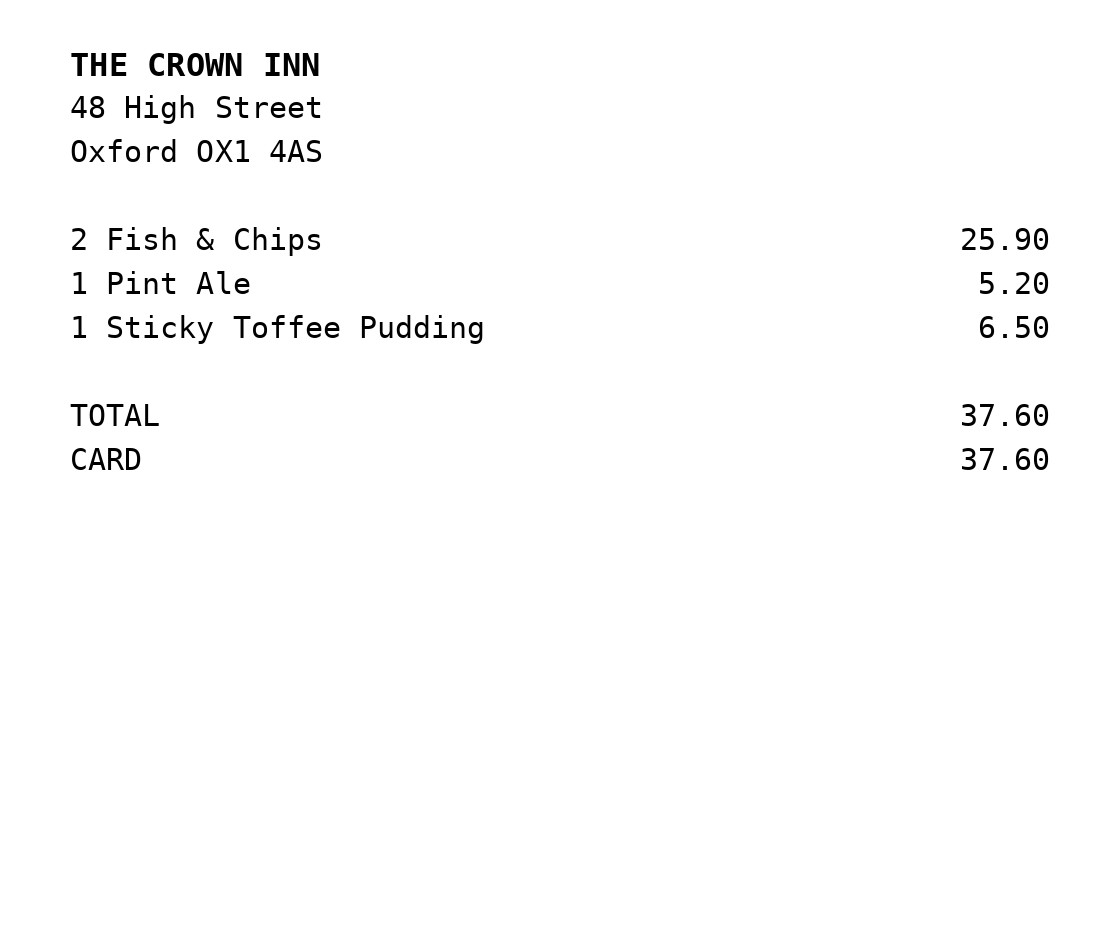 THE CROWN INN
48 High Street
Oxford OX1 4AS
2 Fish & Chips 25.90
1 Pint Ale 5.20
1 Sticky Toffee Pudding 6.50
TOTAL 37.60
CARD 37.60